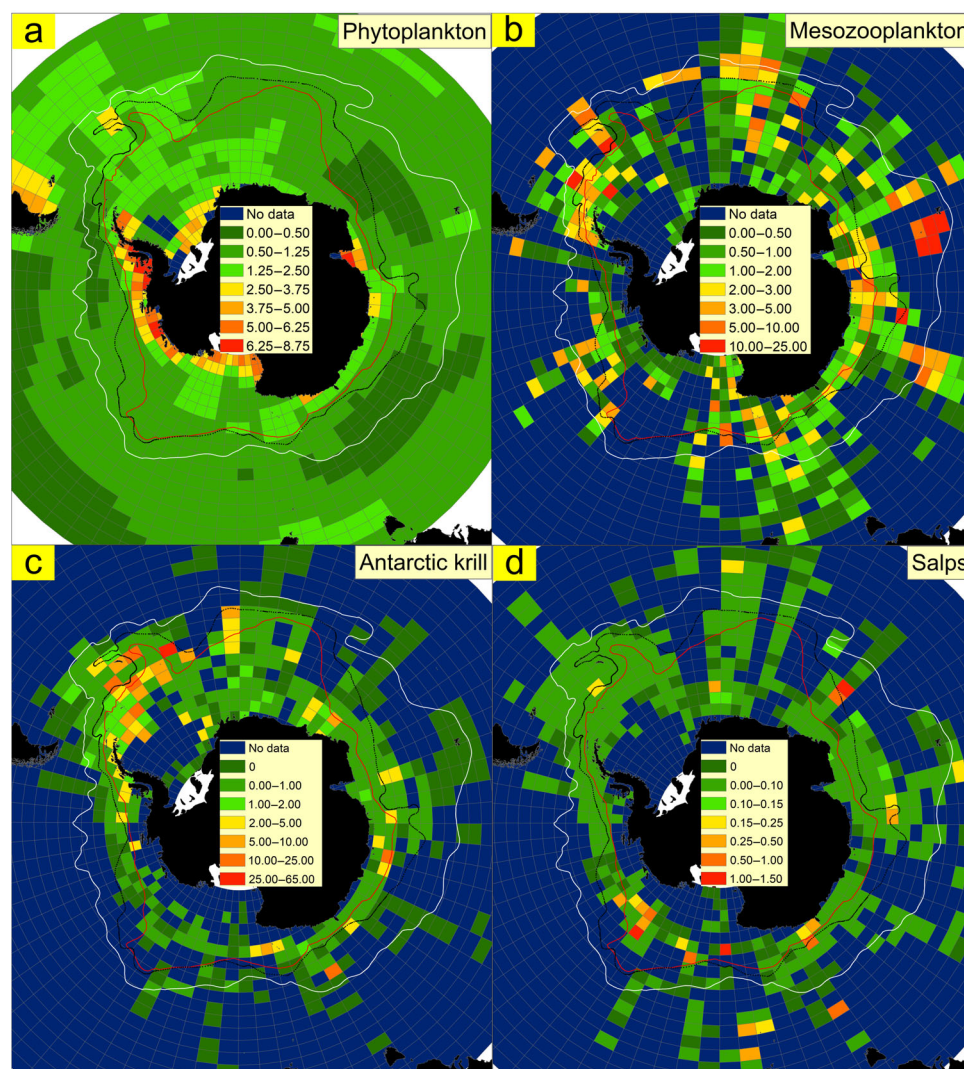 a
Phytoplankton
No data
0.00–0.50
0.50–1.25
1.25–2.50
2.50–3.75
3.75–5.00
5.00–6.25
6.25–8.75
b
Mesozooplankton
No data
0.00–0.50
0.50–1.00
1.00–2.00
2.00–3.00
3.00–5.00
5.00–10.00
10.00–25.00
c
Antarctic krill
No data
0
0.00–1.00
1.00–2.00
2.00–5.00
5.00–10.00
10.00–25.00
25.00–65.00
d
Salps
No data
0
0.00–0.10
0.10–0.15
0.15–0.25
0.25–0.50
0.50–1.00
1.00–1.50